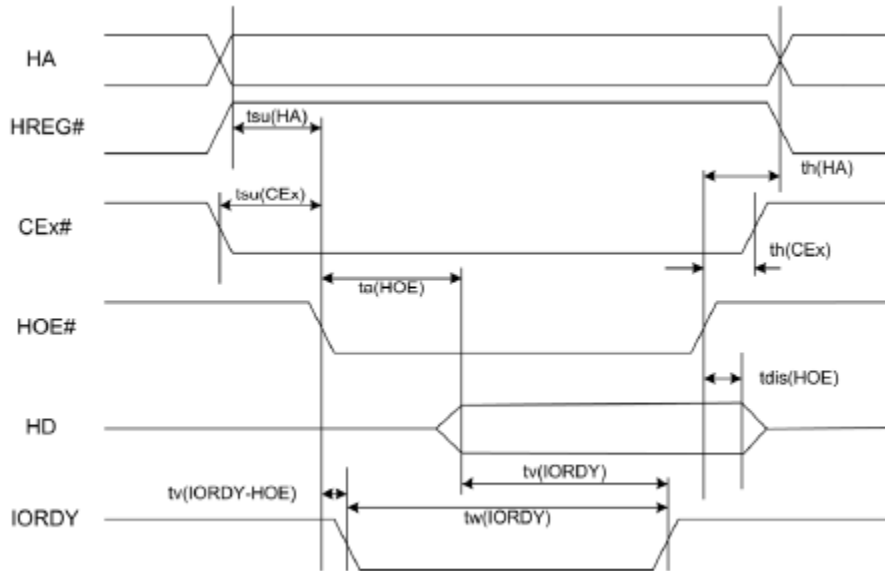 HA
tsu(HA)
HREG#
th(HA)
tsu(CEx)
CEx#
th(CEx)
ta(HOE)
HOE#
tdis(HOE)
HD
tv(IORDY)
tv(IORDY-HOE)
tw(IORDY)
IORDY